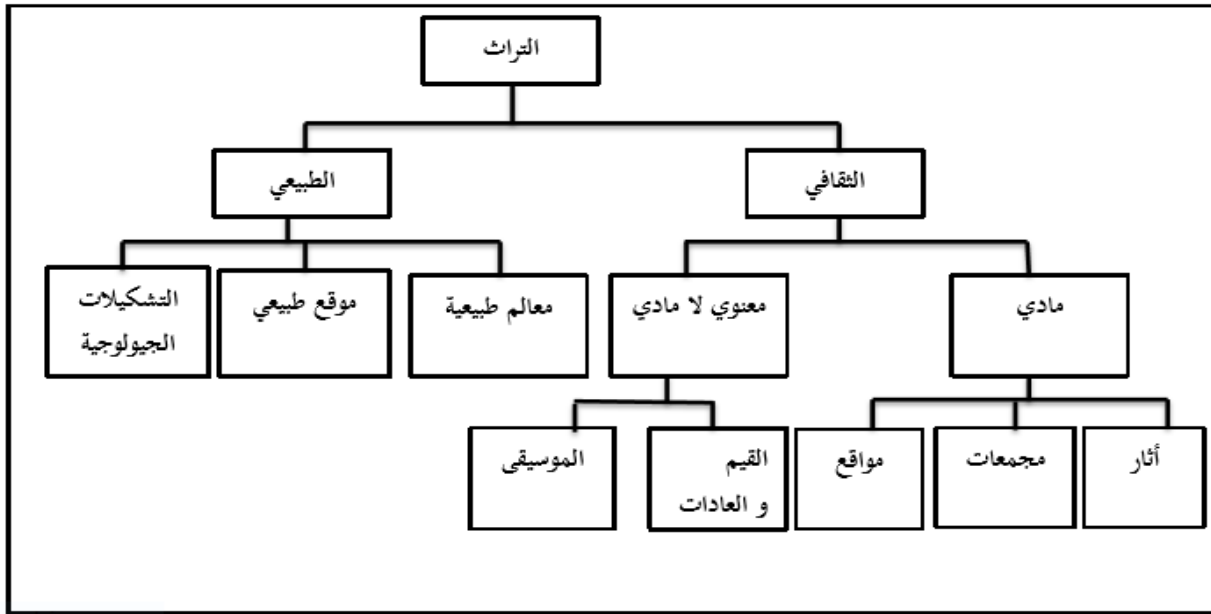 التراث
الثقافي
الطبيعي
مادي
معنوي لا مادي
معالم طبيعية
موقع طبيعي
التشكيلات
الجيولوجية
أثار
مجمعات
مواقع
القيم
و العادات
الموسيقى